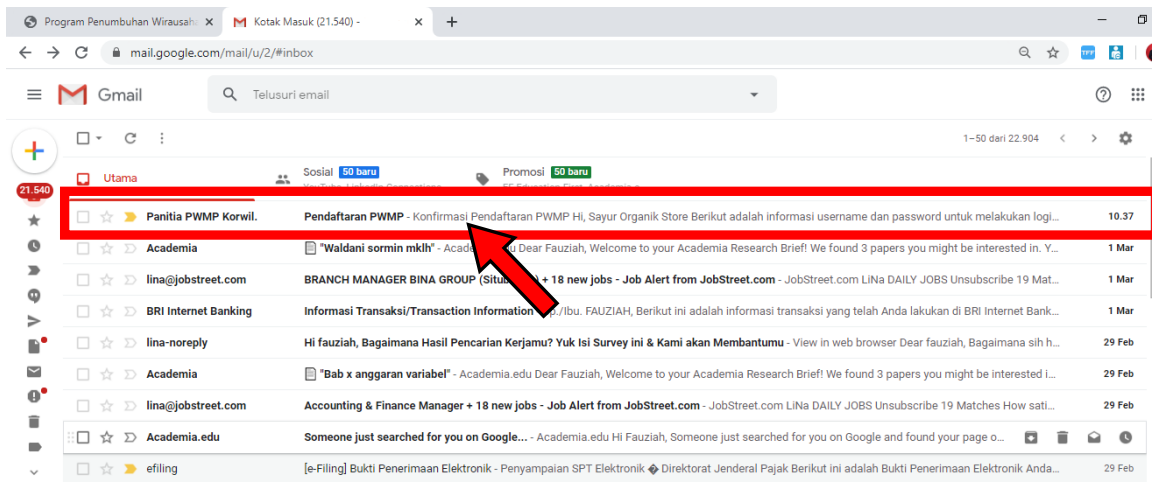 Program Penumbuhan Wirausaha
Kotak Masuk (21.540) -
mail.google.com/mail/u/2/#inbox
TFP
Gmail
Telusuri email
1–50 dari 22.904
21.540
Utama
Sosial 50 baru
Promosi 50 baru
Panitia PWMP Korwil. Pendaftaran PWMP - Konfirmasi Pendaftaran PWMP Hi, Sayur Organik Store Berikut adalah informasi username dan password untuk melakukan logi... 10.37
Academia "Waldani sormin mklh" - Dear Fauziah, Welcome to your Academia Research Brief! We found 3 papers you might be interested in. Y... 1 Mar
lina@jobstreet.com BRANCH MANAGER BINA GROUP + 18 new jobs - Job Alert from JobStreet.com - JobStreet.com LiNa DAILY JOBS Unsubscribe 19 Mat... 1 Mar
BRI Internet Banking Informasi Transaksi/Transaction Information /Ibu. FAUZIAH, Berikut ini adalah informasi transaksi yang telah Anda lakukan di BRI Internet Bank... 1 Mar
lina-noreply Hi fauziah, Bagaimana Hasil Pencarian Kerjamu? Yuk Isi Survey ini & Kami akan Membantumu - View in web browser Dear fauziah, Bagaimana sih h... 29 Feb
Academia "Bab x anggaran variabel" - Academia.edu Dear Fauziah, Welcome to your Academia Research Brief! We found 3 papers you might be interested i... 29 Feb
lina@jobstreet.com Accounting & Finance Manager + 18 new jobs - Job Alert from JobStreet.com - JobStreet.com LiNa DAILY JOBS Unsubscribe 19 Matches How sati... 29 Feb
Academia.edu Someone just searched for you on Google... - Academia.edu Hi Fauziah, Someone just searched for you on Google and found your page o...
efiling [e-Filing] Bukti Penerimaan Elektronik - Penyampaian SPT Elektronik � Direktorat Jenderal Pajak Berikut ini adalah Bukti Penerimaan Elektronik Anda... 29 Feb